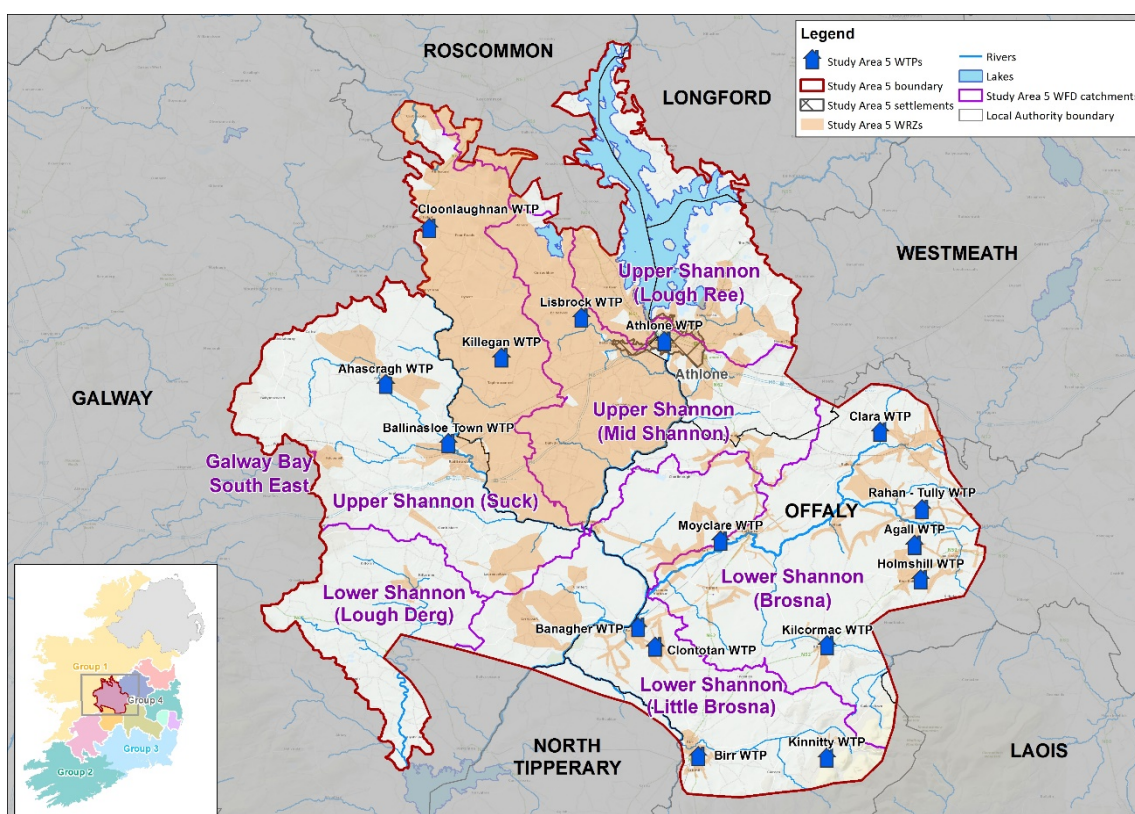 ROSCOMMON
LONGFORD
Legend
Study Area 5 WTPs
Study Area 5 boundary
Study Area 5 settlements
Study Area 5 WRZs
Rivers
Lakes
Study Area 5 WFD catchments
Local Authority boundary
Cloonlaughnan WTP
WESTMEATH
Upper Shannon
(Lough Ree)
Lisbrock WTP
Athlone WTP
Killegan WTP
Ahascragh WTP
Athlone
GALWAY
Upper Shannon
(Mid Shannon)
Clara WTP
Ballinasloe Town WTP
Galway Bay
South East
Upper Shannon (Suck)
Rahan - Tully WTP
OFFALY
Moyclare WTP
Agall WTP
Holmshill WTP
Lower Shannon
(Brosna)
Lower Shannon
(Lough Derg)
Banagher WTP
Clontotan WTP
Kilcormac WTP
Lower Shannon
(Little Brosna)
NORTH
TIPPERARY
Birr WTP
Kinnitty WTP
LAOIS
Group 1
Group 4
Group 3
Group 2